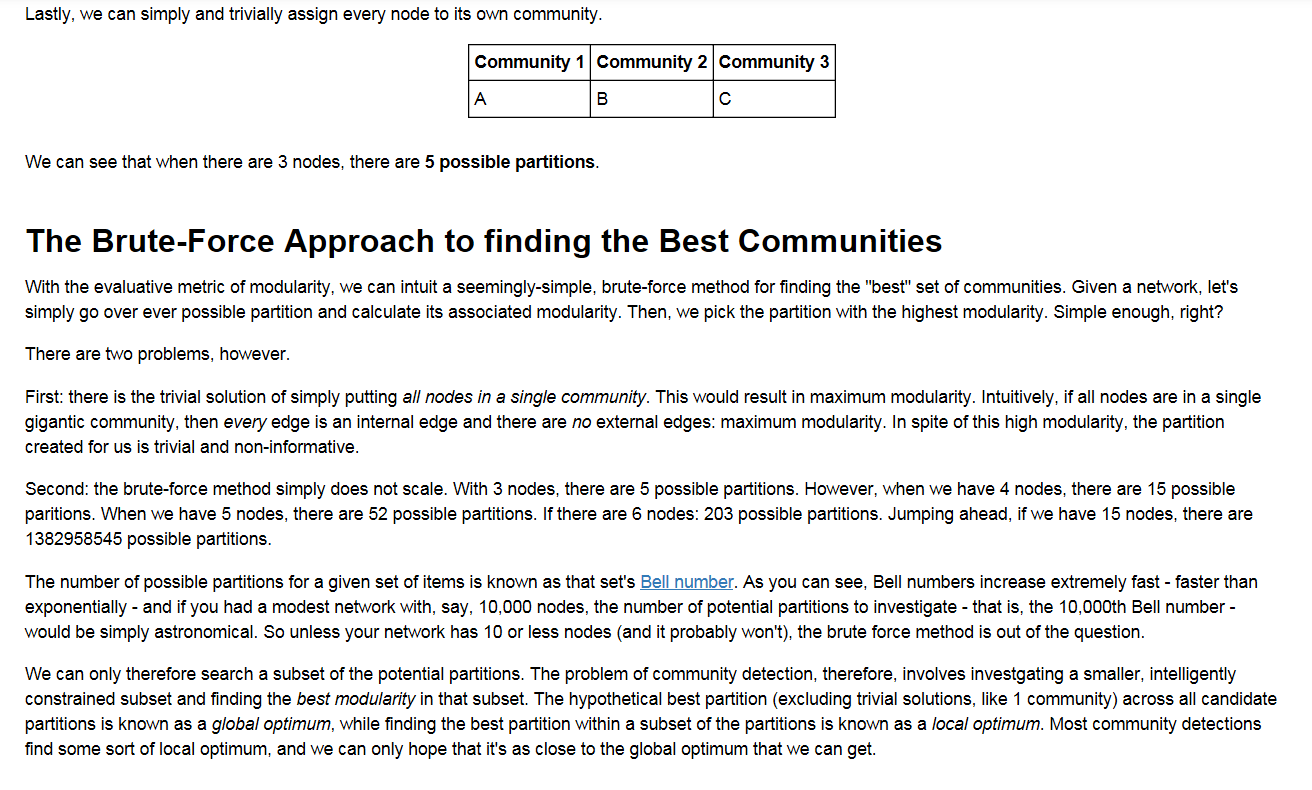 Lastly, we can simply and trivially assign every node to its own community.
Community 1 Community 2 Community 3
A B C
We can see that when there are 3 nodes, there are 5 possible partitions.
The Brute-Force Approach to finding the Best Communities
With the evaluative metric of modularity, we can intuit a seemingly-simple, brute-force method for finding the "best" set of communities. Given a network, let's
simply go over ever possible partition and calculate its associated modularity. Then, we pick the partition with the highest modularity. Simple enough, right?
There are two problems, however.
First: there is the trivial solution of simply putting all nodes in a single community. This would result in maximum modularity. Intuitively, if all nodes are in a single
gigantic community, then every edge is an internal edge and there are no external edges: maximum modularity. In spite of this high modularity, the partition
created for us is trivial and non-informative.
Second: the brute-force method simply does not scale. With 3 nodes, there are 5 possible partitions. However, when we have 4 nodes, there are 15 possible
paritions. When we have 5 nodes, there are 52 possible partitions. If there are 6 nodes: 203 possible partitions. Jumping ahead, if we have 15 nodes, there are
1382958545 possible partitions.
The number of possible partitions for a given set of items is known as that set's Bell number. As you can see, Bell numbers increase extremely fast - faster than
exponentially - and if you had a modest network with, say, 10,000 nodes, the number of potential partitions to investigate - that is, the 10,000th Bell number -
would be simply astronomical. So unless your network has 10 or less nodes (and it probably won't), the brute force method is out of the question.
We can only therefore search a subset of the potential partitions. The problem of community detection, therefore, involves investgating a smaller, intelligently
constrained subset and finding the best modularity in that subset. The hypothetical best partition (excluding trivial solutions, like 1 community) across all candidate
partitions is known as a global optimum, while finding the best partition within a subset of the partitions is known as a local optimum. Most community detections
find some sort of local optimum, and we can only hope that it's as close to the global optimum that we can get.